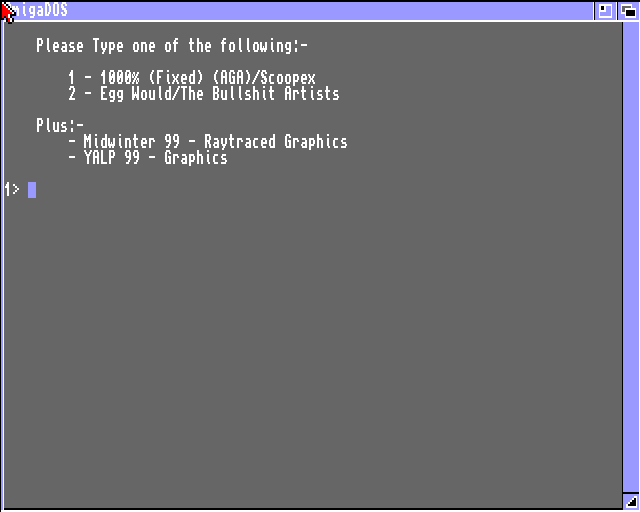 migaDOS
Please Type one of the following:-
1 - 1000% (Fixed) (AGA)/Scoopex
2 - Egg Would/The Bullshit Artists
Plus:-
- Midwinter 99 - Raytraced Graphics
- YALP 99 - Graphics
1>